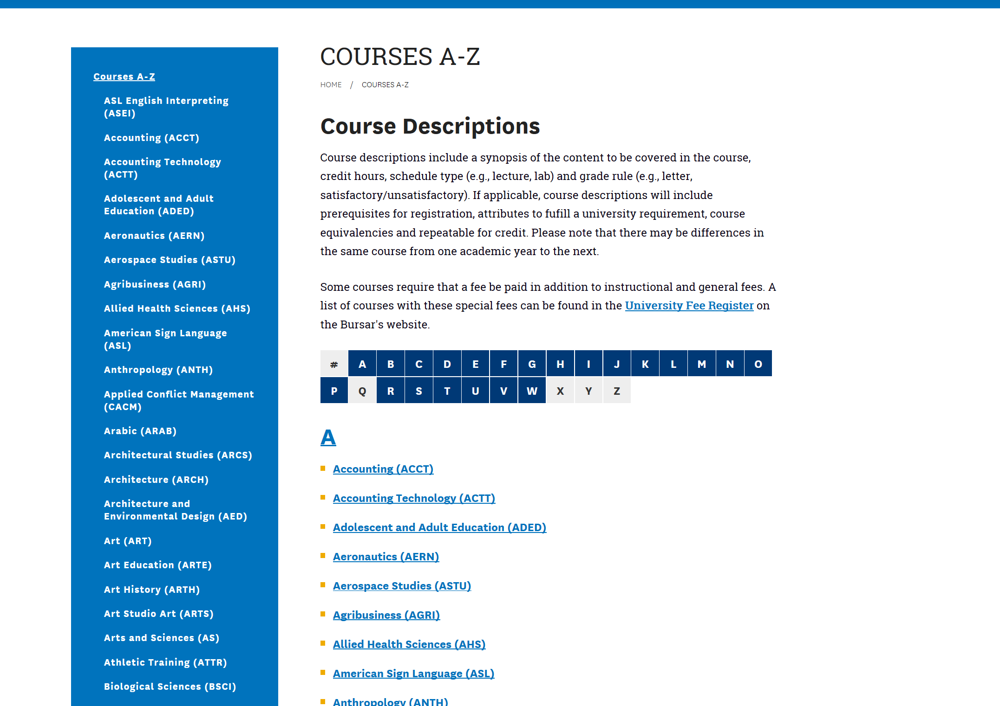 Courses A-Z
ASL English Interpreting
(ASEI)
Accounting (ACCT)
Accounting Technology
(ACTT)
Adolescent and Adult
Education (ADED)
Aeronautics (AERN)
Aerospace Studies (ASTU)
Agribusiness (AGRI)
Allied Health Sciences (AHS)
American Sign Language
(ASL)
Anthropology (ANTH)
Applied Conflict Management
(CACM)
Arabic (ARAB)
Architectural Studies (ARCS)
Architecture (ARCH)
Architecture and
Environmental Design (AED)
Art (ART)
Art Education (ARTE)
Art History (ARTH)
Art Studio Art (ARTS)
Arts and Sciences (AS)
Athletic Training (ATTR)
Biological Sciences (BSCI)
COURSES A-Z
HOME / COURSES A-Z
Course Descriptions
Course descriptions include a synopsis of the content to be covered in the course,
credit hours, schedule type (e.g., lecture, lab) and grade rule (e.g., letter,
satisfactory/unsatisfactory). If applicable, course descriptions will include
prerequisites for registration, attributes to fufill a university requirement, course
equivalencies and repeatable for credit. Please note that there may be differences in
the same course from one academic year to the next.
Some courses require that a fee be paid in addition to instructional and general fees. A
list of courses with these special fees can be found in the University Fee Register on
the Bursar's website.
# A B C D E F G H I J K L M N O
P Q R S T U V W X Y Z
A
Accounting (ACCT)
Accounting Technology (ACTT)
Adolescent and Adult Education (ADED)
Aeronautics (AERN)
Aerospace Studies (ASTU)
Agribusiness (AGRI)
Allied Health Sciences (AHS)
American Sign Language (ASL)
Anthropology (ANTH)